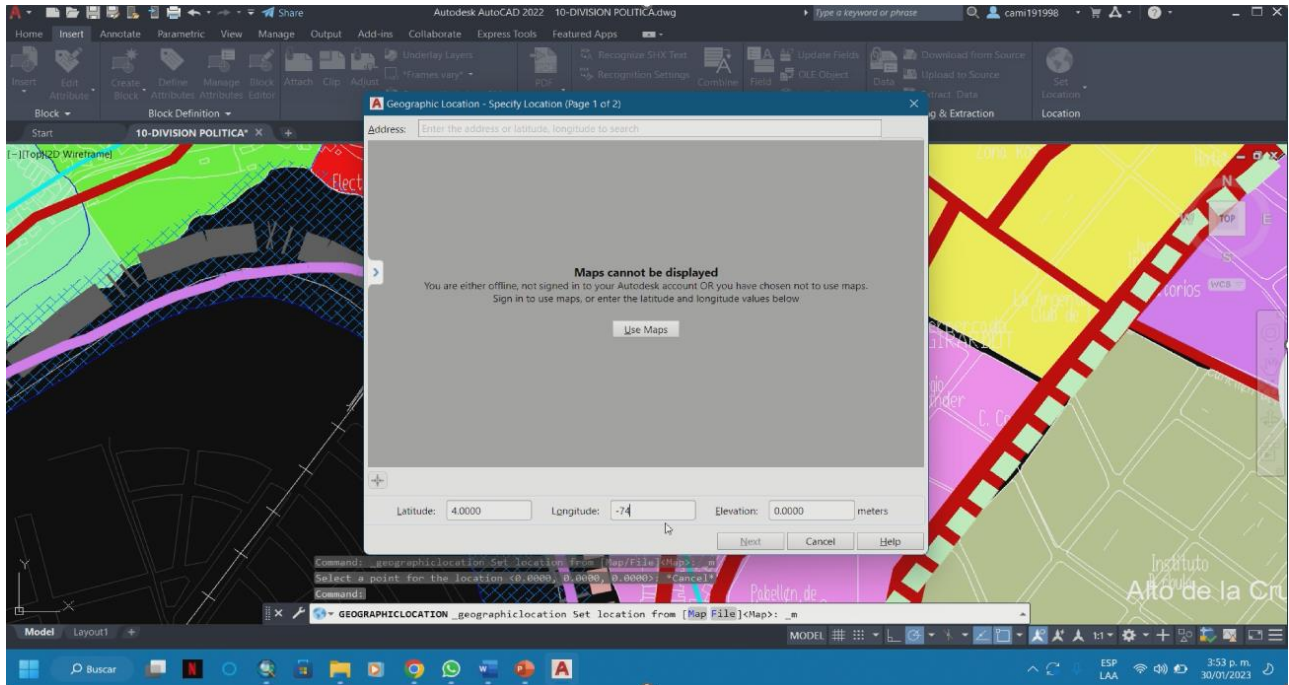 Share
Autodesk AutoCAD 2022 10-DIVISION POLITICA.dwg
Type a keyword or phrase
cami191998
Home Insert Annotate Parametric View Manage Output Add-ins Collaborate Express Tools Featured Apps
Underlay Layers
*Frames vary*
Recognize SHX Text
Recognition Settings
Update Fields
OLE Object
Download from Source
Upload to Source
Extract Data
Insert
Edit
Attribute
Create
Block
Define
Attributes
Manage
Attributes
Block
Editor
Attach
Clip
Adjust
PDF
Combine
Field
Data
Set
Location
Block
Block Definition
& Extraction
Location
Start
10-DIVISION POLITICA*
[-][Top][2D Wireframe]
Geographic Location - Specify Location (Page 1 of 2)
Address:
Enter the address or latitude, longitude to search
Maps cannot be displayed
You are either offline, not signed in to your Autodesk account OR you have chosen not to use maps.
Sign in to use maps, or enter the latitude and longitude values below
Use Maps
Latitude: 4.0000 Longitude: -74 Elevation: 0.0000 meters
Next Cancel Help
Elect
N
W TOP E
S
WCS
GIRARDOT
C. Co
Pabellón de
Instituto
Alto de la Cru
Y
X
Command: _geographiclocation Set location from [Map/File]<Map>: _m
Select a point for the location <0.0000, 0.0000, 0.0000>: *Cancel*
Command:
GEOGRAPHICLOCATION _geographiclocation Set location from [Map File]<Map>: _m
Model Layout1 +
MODEL
1:1
Buscar
ESP
LAA
3:53 p. m.
30/01/2023